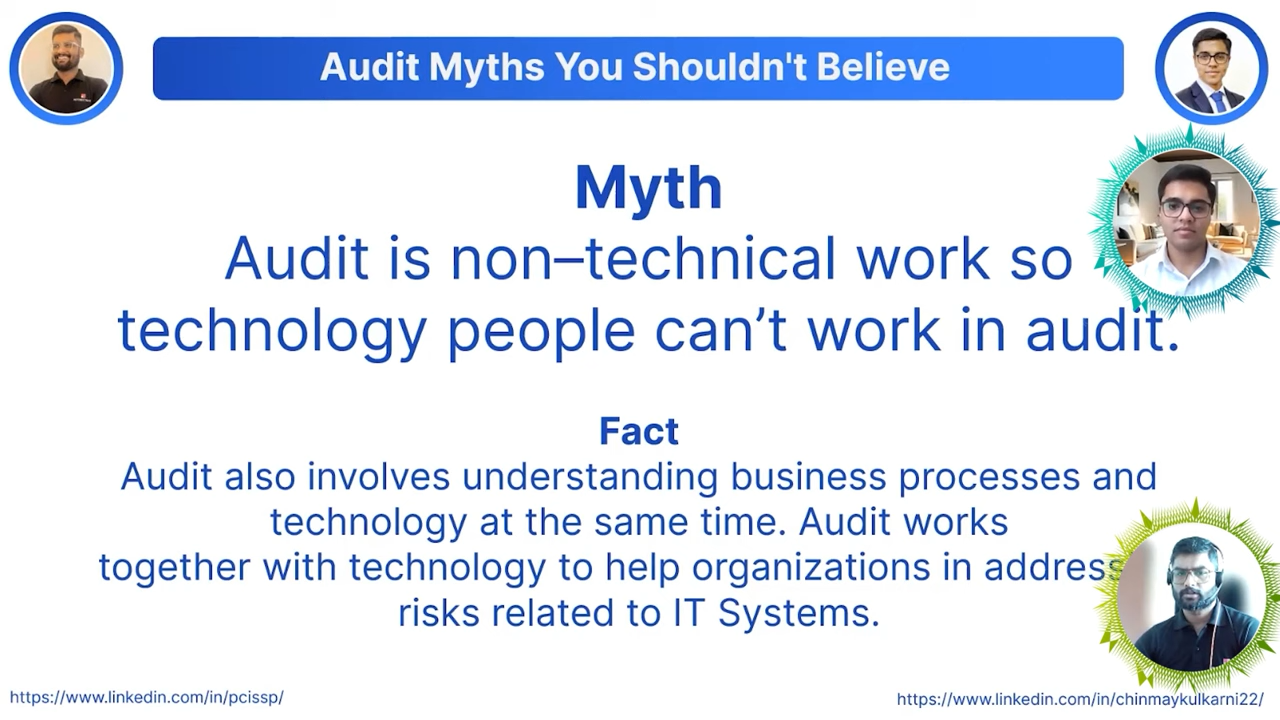 Audit Myths You Shouldn't Believe
Myth
Audit is non–technical work so
technology people can’t work in audit.
Fact
Audit also involves understanding business processes and
technology at the same time. Audit works
together with technology to help organizations in address
risks related to IT Systems.
https://www.linkedin.com/in/pcissp/
https://www.linkedin.com/in/chinmaykulkarni22/